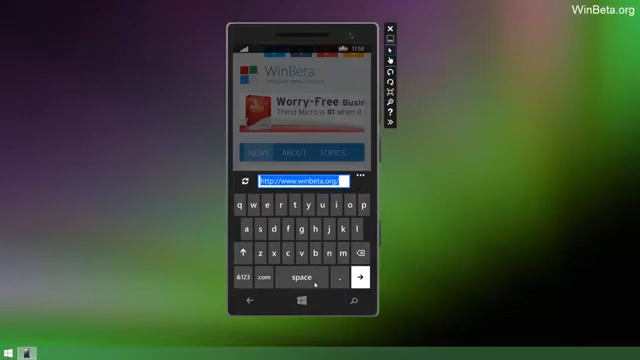 WinBeta.org
11:58
WinBeta
Worry-Free Busin
Trend Micro is #1 when it
NEWS ABOUT TOPICS
http://www.winbeta.org/
q w e r t y u i o p
a s d f g h j k l
z x c v b n m
&123 .com space .